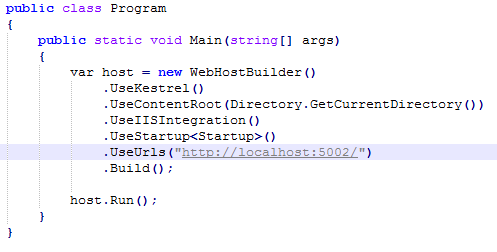 public class Program
{
    public static void Main(string[] args)
    {
        var host = new WebHostBuilder()
            .UseKestrel()
            .UseContentRoot(Directory.GetCurrentDirectory())
            .UseIISIntegration()
            .UseStartup<Startup>()
            .UseUrls("http://localhost:5002/")
            .Build();

        host.Run();
    }
}